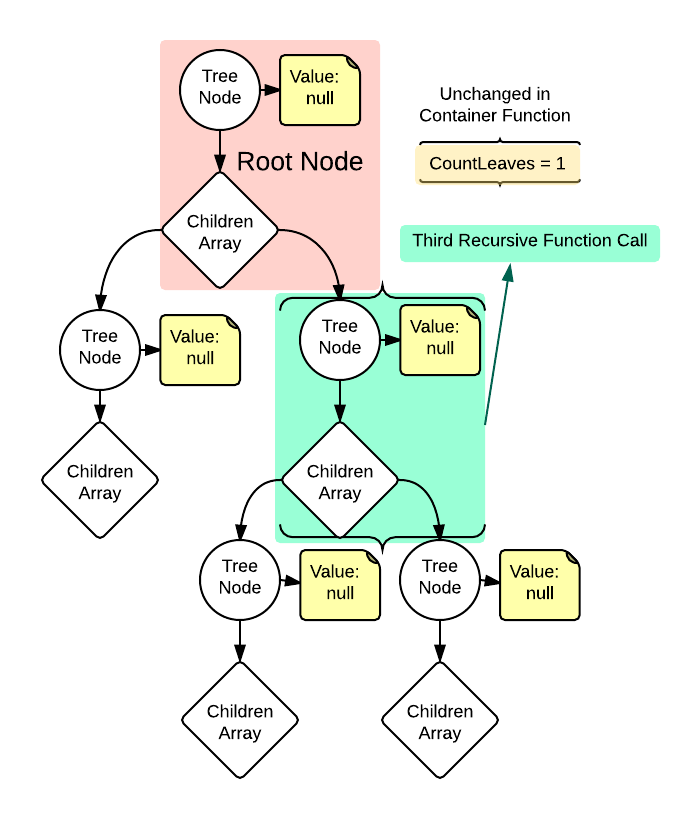 Tree
Node
Value:
null
Root Node
Children
Array
Unchanged in
Container Function
CountLeaves = 1
Third Recursive Function Call
Tree
Node
Value:
null
Children
Array
Tree
Node
Value:
null
Children
Array
Tree
Node
Value:
null
Children
Array
Tree
Node
Value:
null
Children
Array